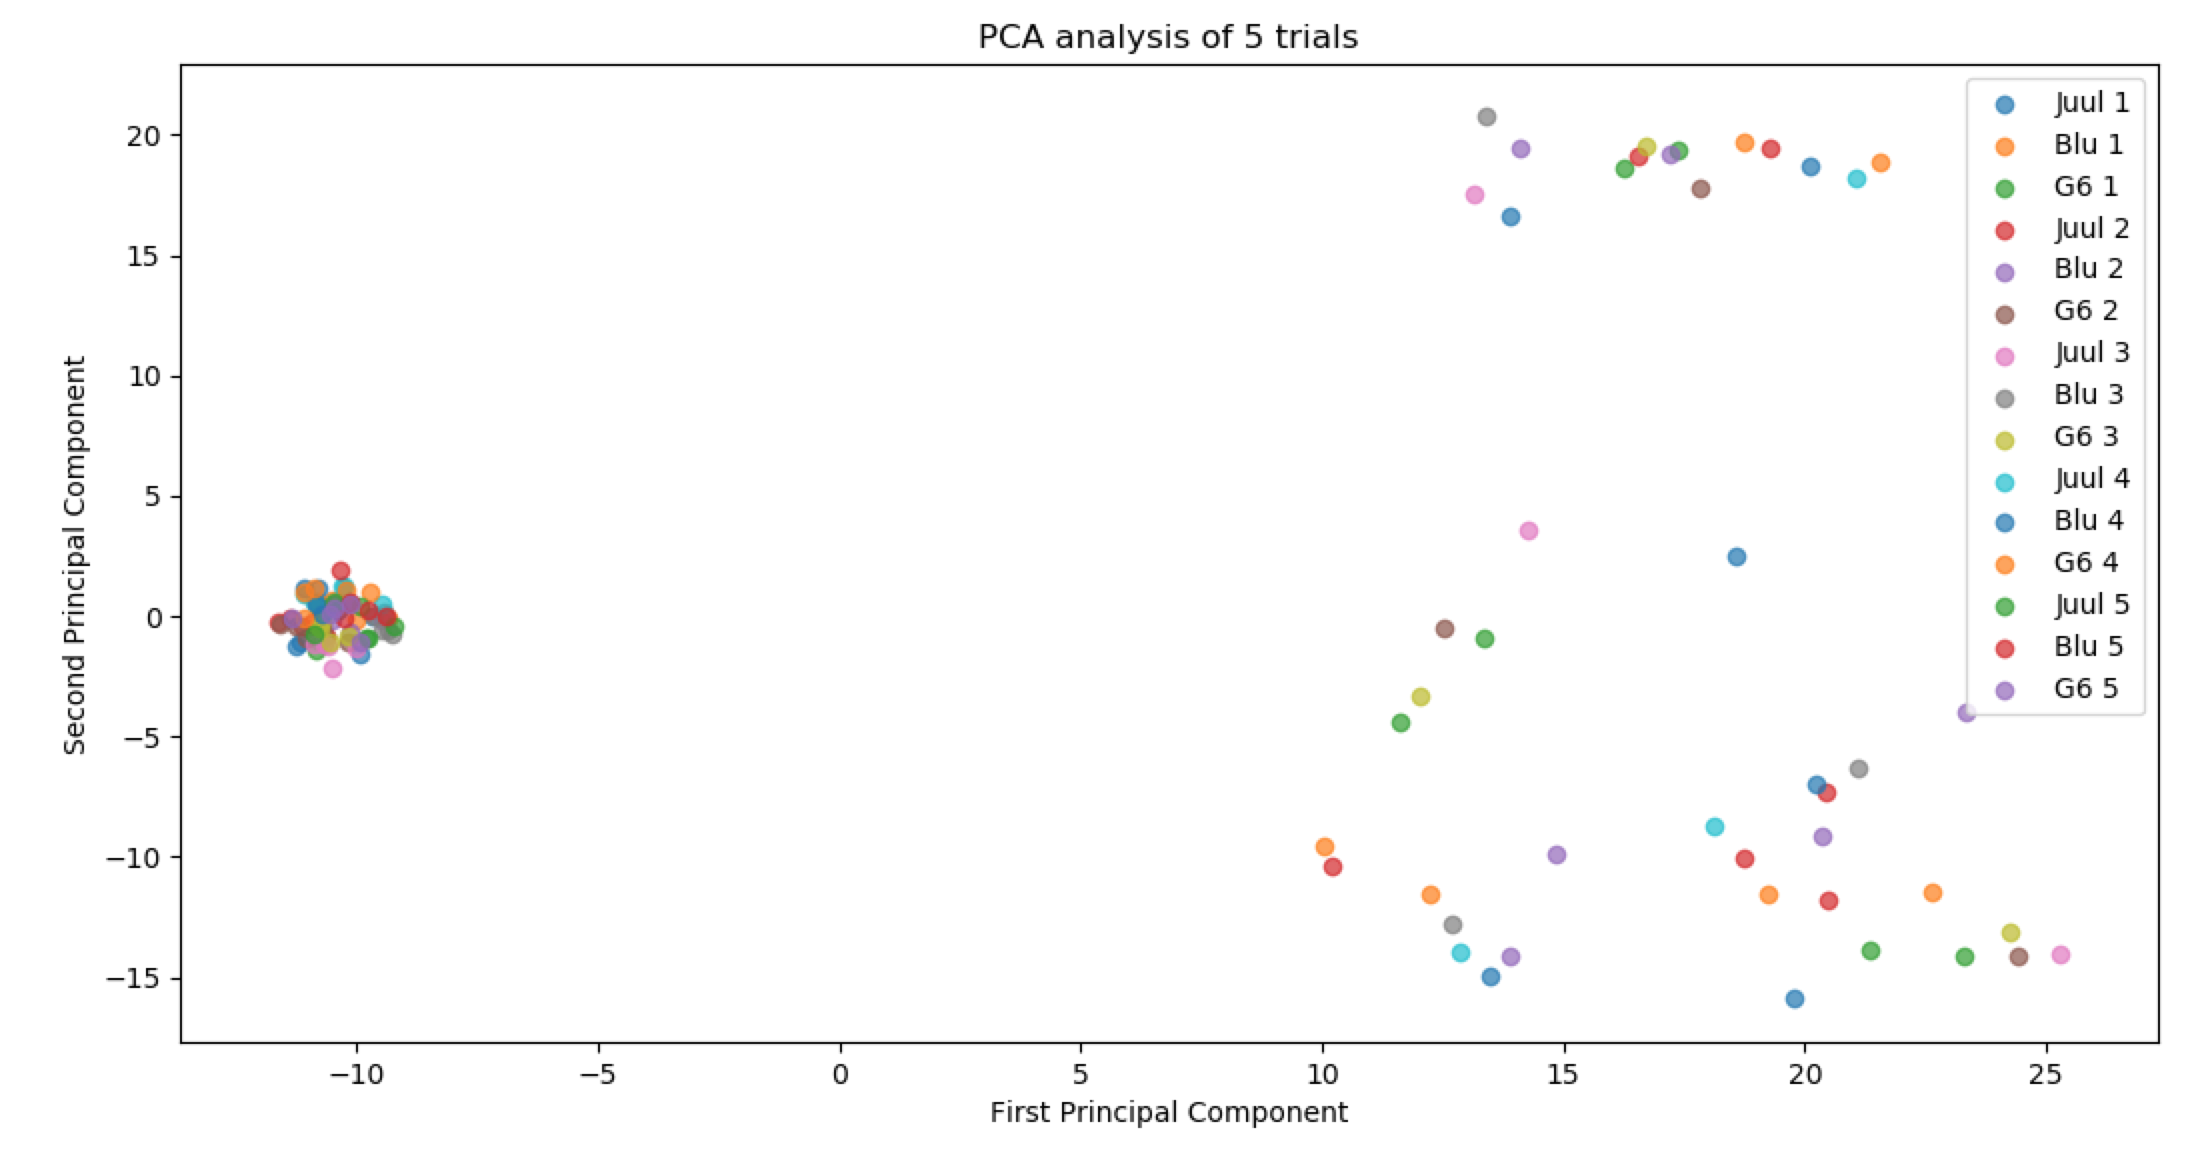 PCA analysis of 5 trials
Second Principal Component
20
15
10
5
0
−5
−10
−15
−10
−5
0
5
10
15
20
25
First Principal Component
Juul 1
Blu 1
G6 1
Juul 2
Blu 2
G6 2
Juul 3
Blu 3
G6 3
Juul 4
Blu 4
G6 4
Juul 5
Blu 5
G6 5